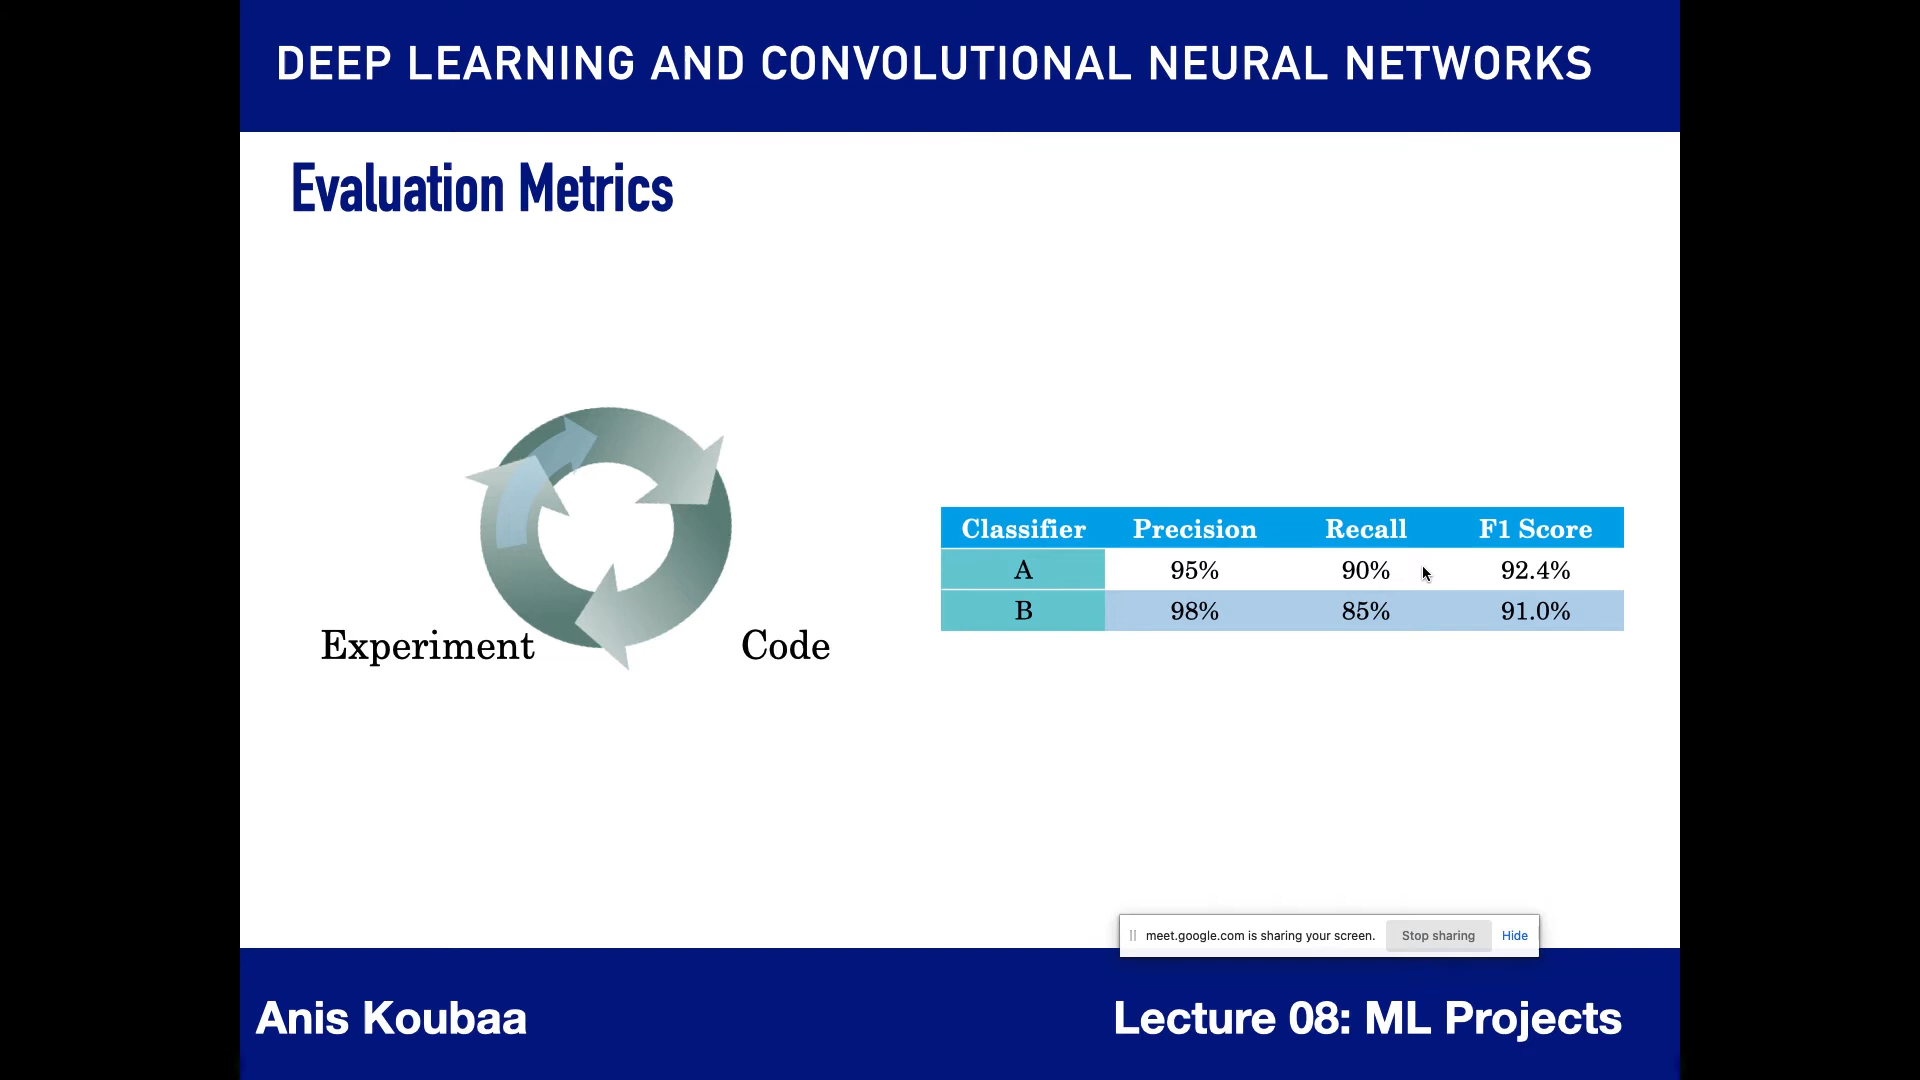 DEEP LEARNING AND CONVOLUTIONAL NEURAL NETWORKS
Evaluation Metrics
Experiment
Code
Classifier Precision Recall F1 Score
A 95% 90% 92.4%
B 98% 85% 91.0%
meet.google.com is sharing your screen. Stop sharing Hide
Anis Koubaa
Lecture 08: ML Projects